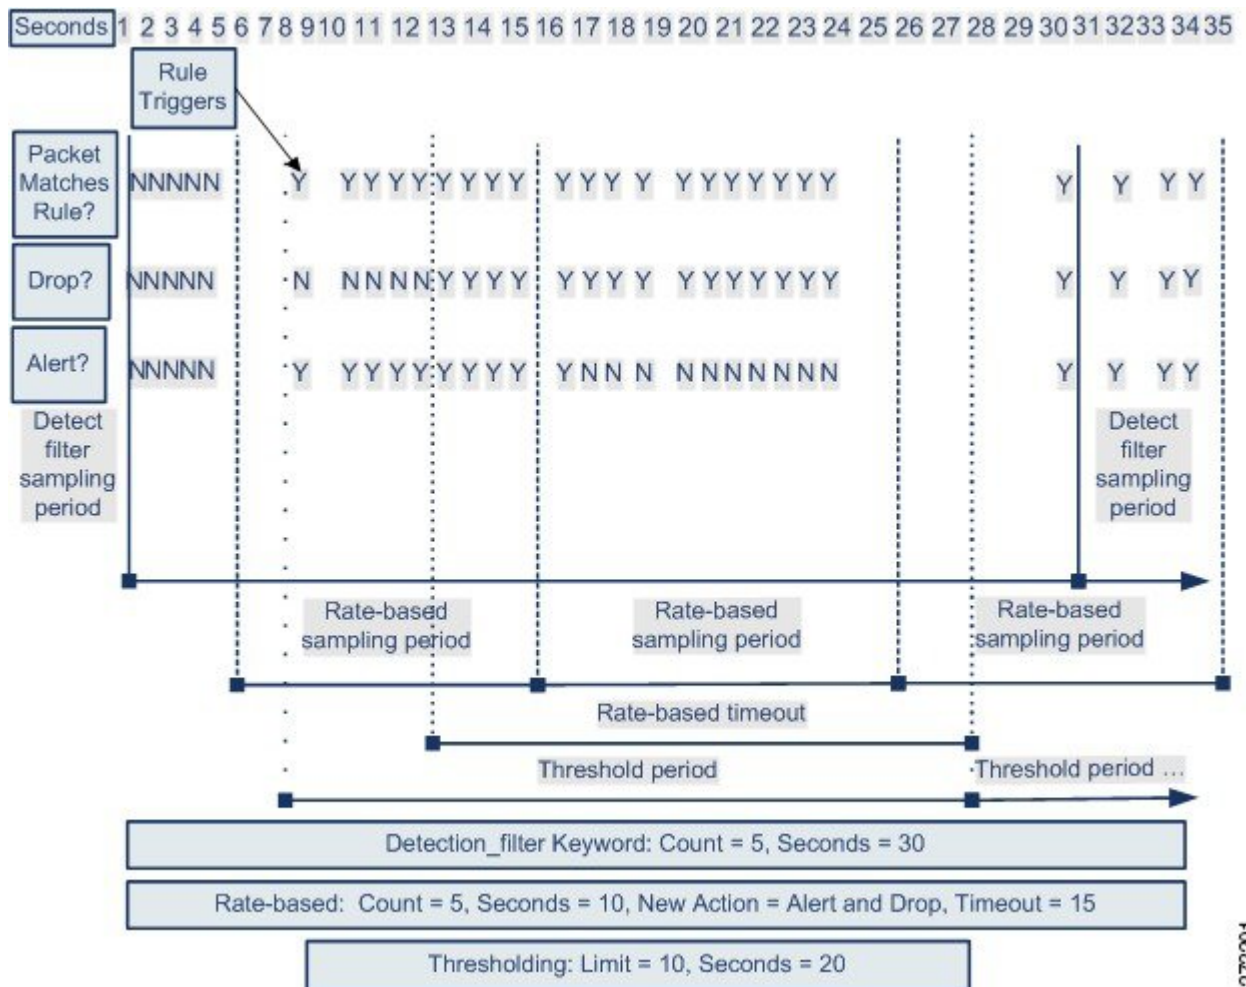 Seconds 1 2 3 4 5 6 7 8 9 10 11 12 13 14 15 16 17 18 19 20 21 22 23 24 25 26 27 28 29 30 31 32 33 34 35
Rule
Triggers
Packet
Matches
Rule?
NNNNN Y YYYYYYYY YYY Y YYYYYYY Y Y YY
Drop?
NNNNN N NNNNYYYY YYYY YYYYYYY Y Y YY
Alert?
NNNNN Y YYYYYYYY YNN N NNNNNNN Y Y YY
Detect
filter
sampling
period
Detect
filter
sampling
period
Rate-based
sampling period
Rate-based
sampling period
Rate-based
sampling period
Rate-based timeout
Threshold period
Threshold period ...
Detection_filter Keyword: Count = 5, Seconds = 30
Rate-based: Count = 5, Seconds = 10, New Action = Alert and Drop, Timeout = 15
Thresholding: Limit = 10, Seconds = 20